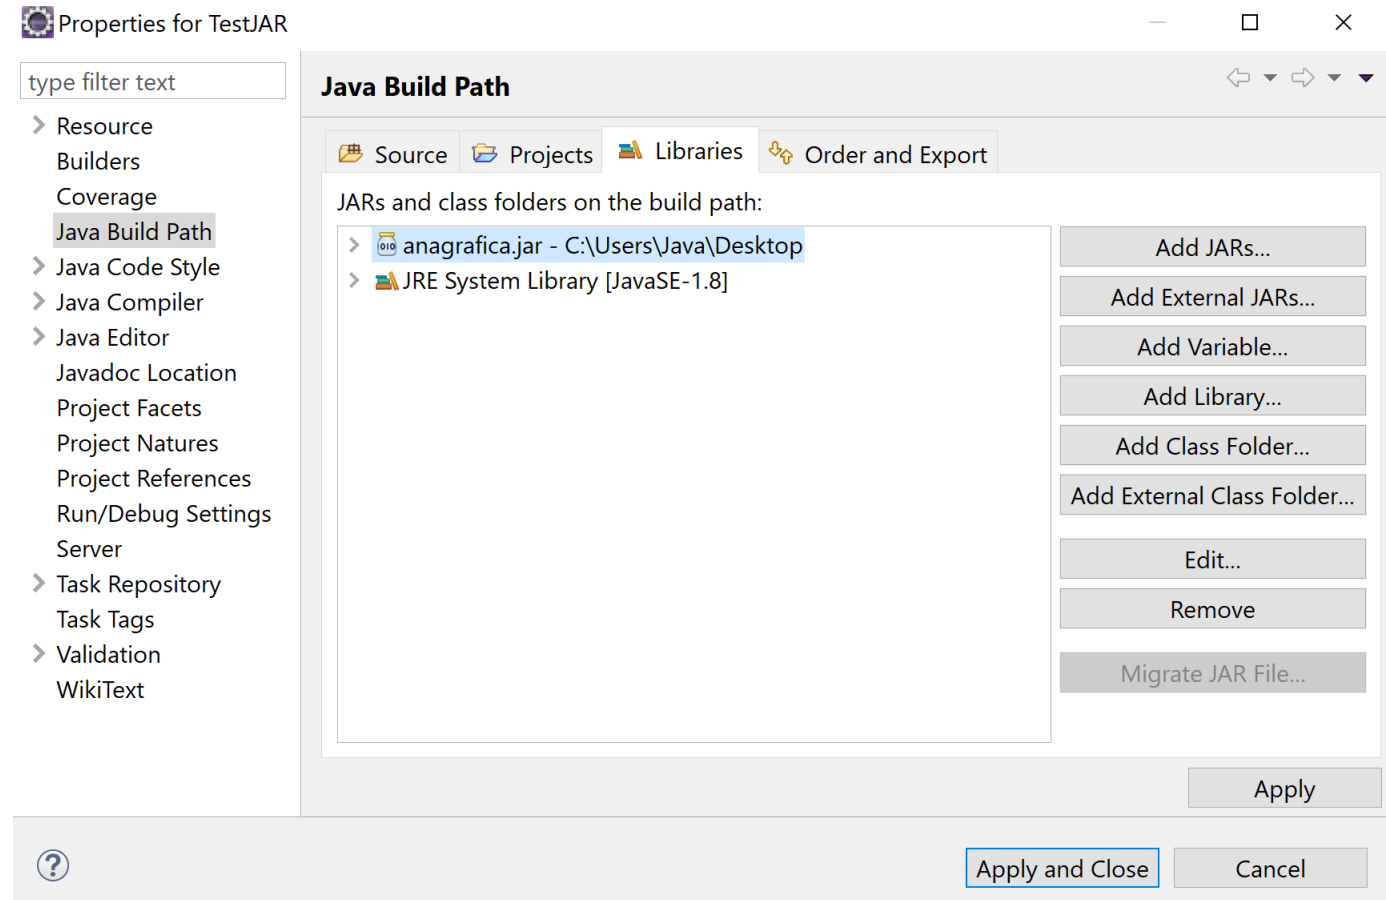 Properties for TestJAR
type filter text
Resource
Builders
Coverage
Java Build Path
Java Code Style
Java Compiler
Java Editor
Javadoc Location
Project Facets
Project Natures
Project References
Run/Debug Settings
Server
Task Repository
Task Tags
Validation
WikiText
Java Build Path
Source
Projects
Libraries
Order and Export
JARs and class folders on the build path:
010 anagrafica.jar - C:\Users\Java\Desktop
JRE System Library [JavaSE-1.8]
Add JARs...
Add External JARs...
Add Variable...
Add Library...
Add Class Folder...
Add External Class Folder...
Edit...
Remove
Migrate JAR File...
Apply
?
Apply and Close
Cancel